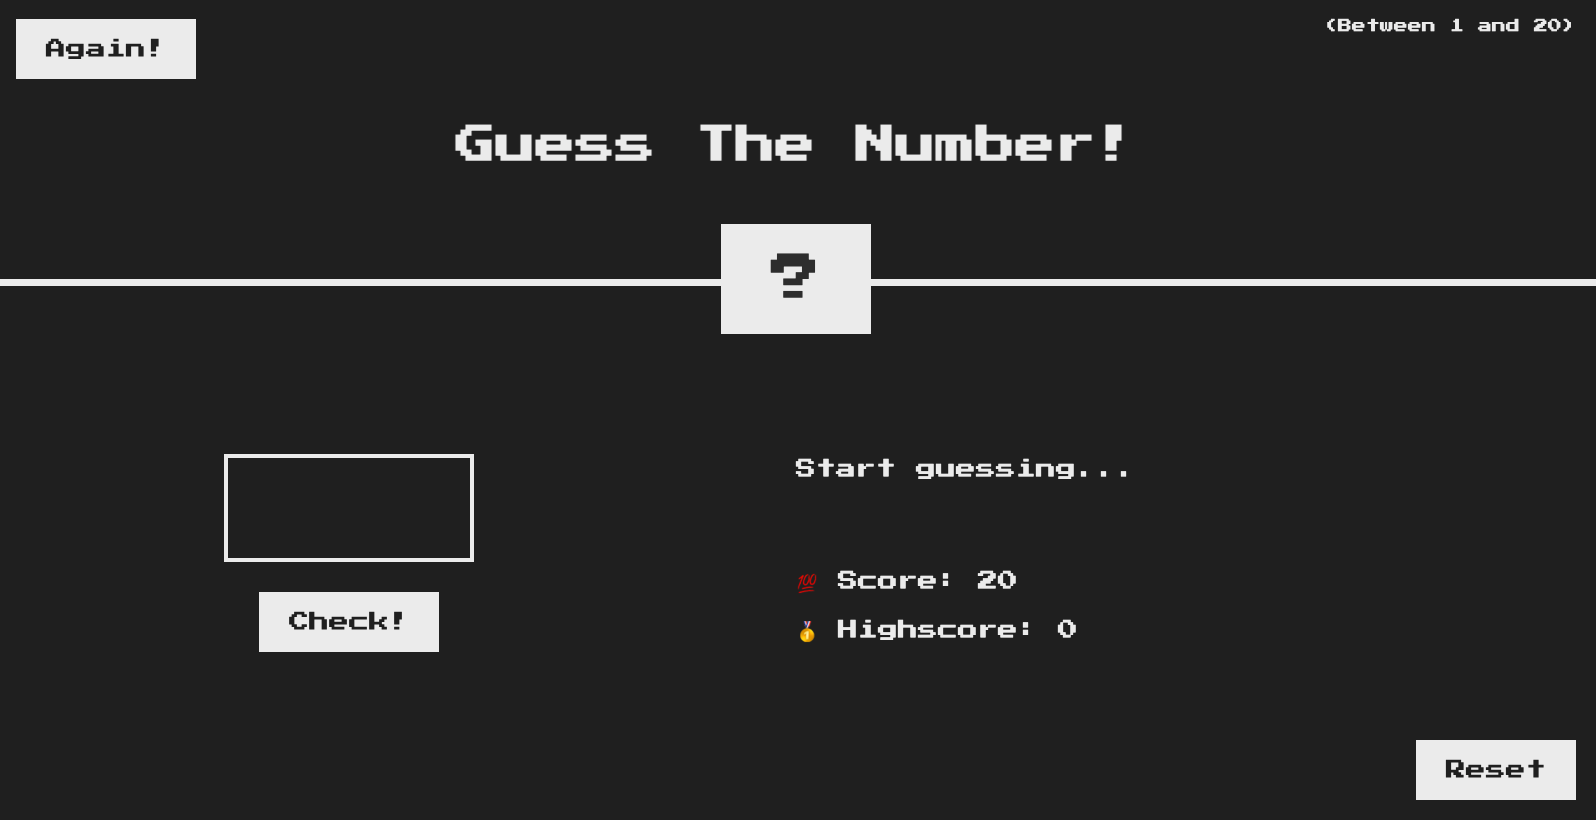 Again!
(Between 1 and 20)
Guess The Number!
?
Start guessing...
Check!
💯 Score: 20
🥇 Highscore: 0
Reset